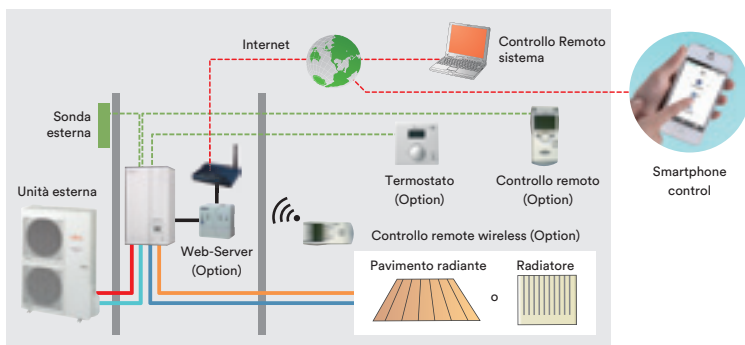 Internet
Controllo Remoto
sistema
Sonda
esterna
Termostato
(Option)
Controllo remoto
(Option)
Smartphone
control
Unità esterna
Web-Server
(Option)
Controllo remote wireless (Option)
Pavimento radiante
o
Radiatore